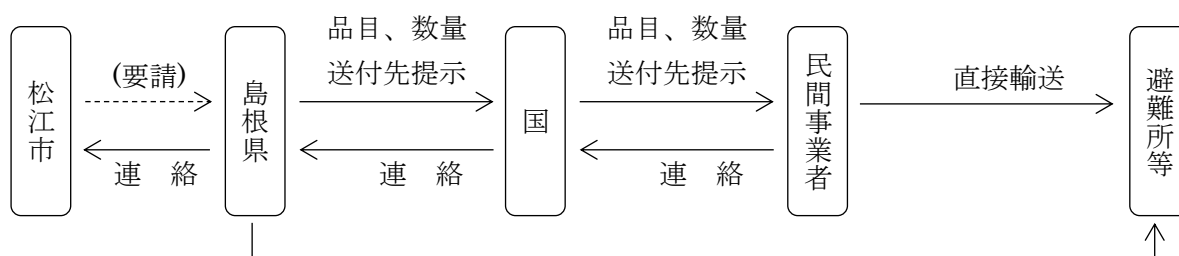 松江市
(要請)
連 絡
島根県
品目、数量
送付先提示
連 絡
国
品目、数量
送付先提示
連 絡
民間事業者
直接輸送
避難所等